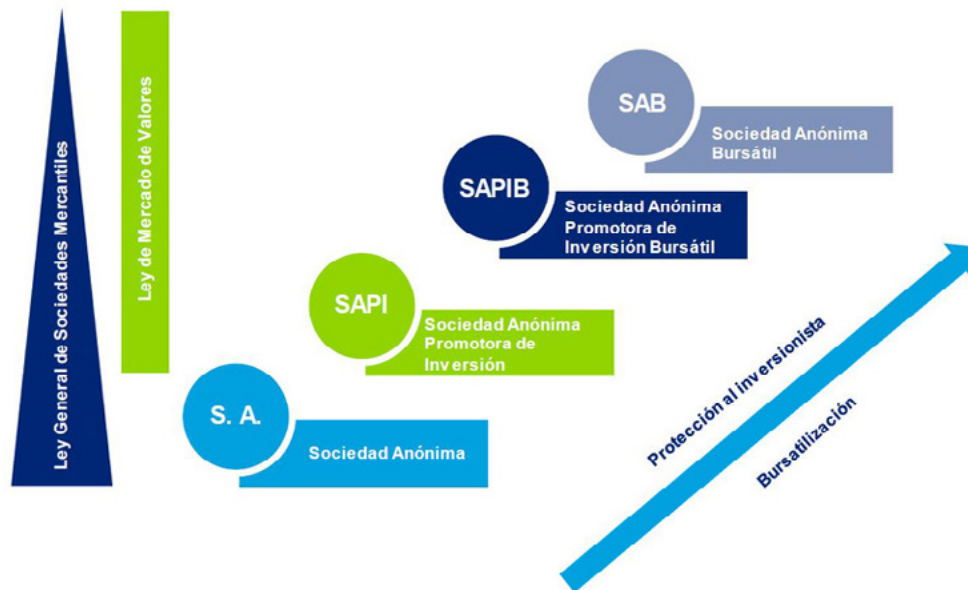 Ley General de Sociedades Mercantiles
Ley de Mercado de Valores
SAB
Sociedad Anónima
Bursátil
SAPIB
Sociedad Anónima
Promotora de
Inversión Bursátil
SAPI
Sociedad Anónima
Promotora de
Inversión
S. A.
Sociedad Anónima
Protección al inversionista
Bursatilización